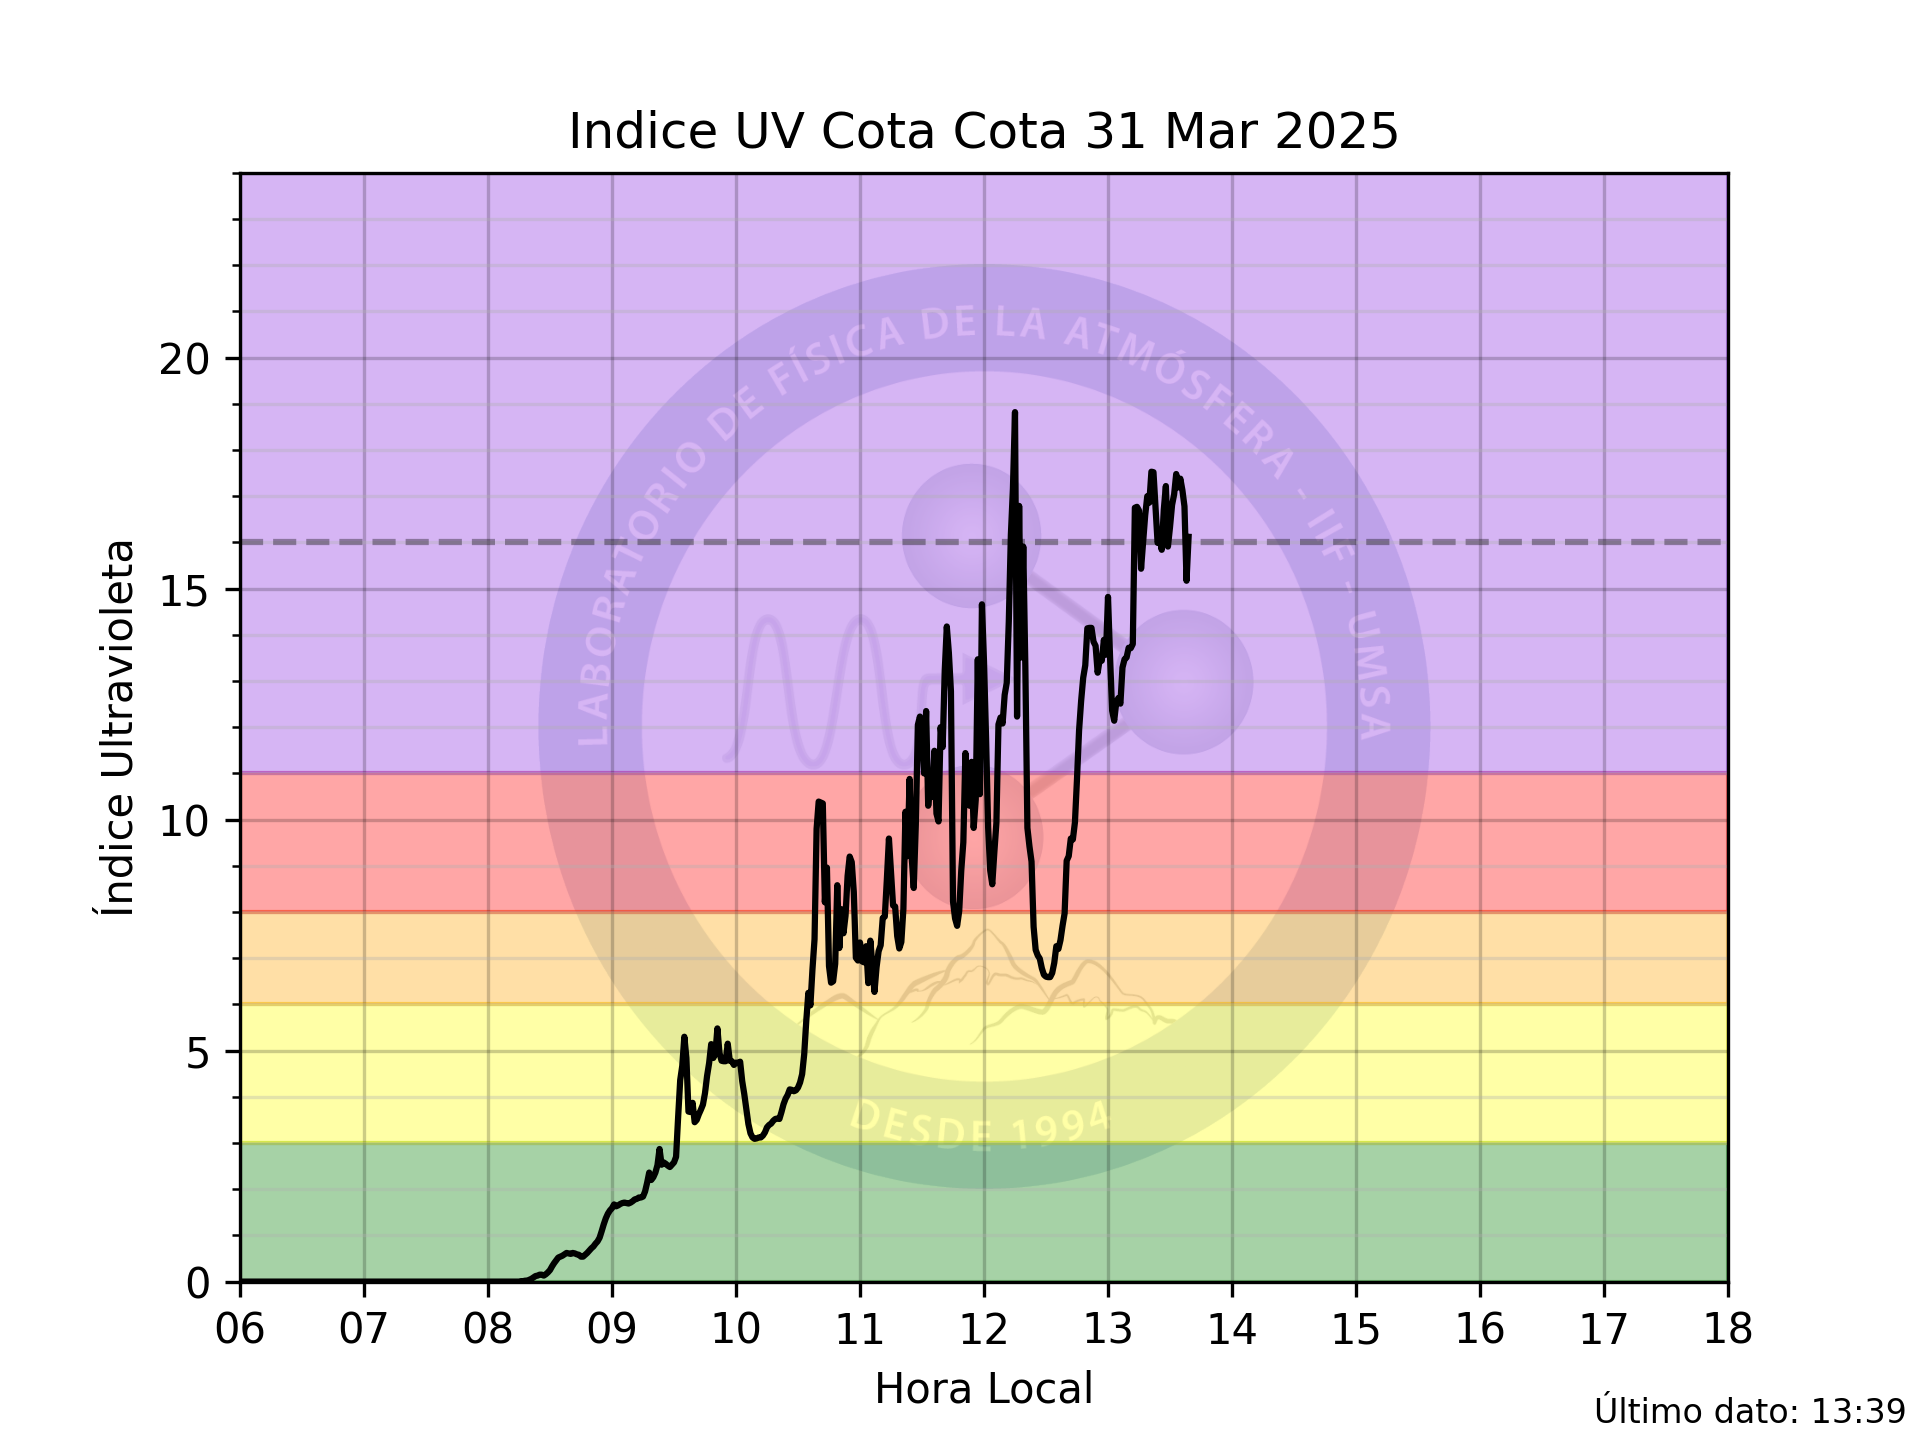 Indice UV Cota Cota 31 Mar 2025
Índice Ultravioleta
20
15
10
5
0
LABORATORIO DE FÍSICA DE LA ATMÓSFERA - IIF - UMSA
DESDE 1994
06 07 08 09 10 11 12 13 14 15 16 17 18
Hora Local
Último dato: 13:39